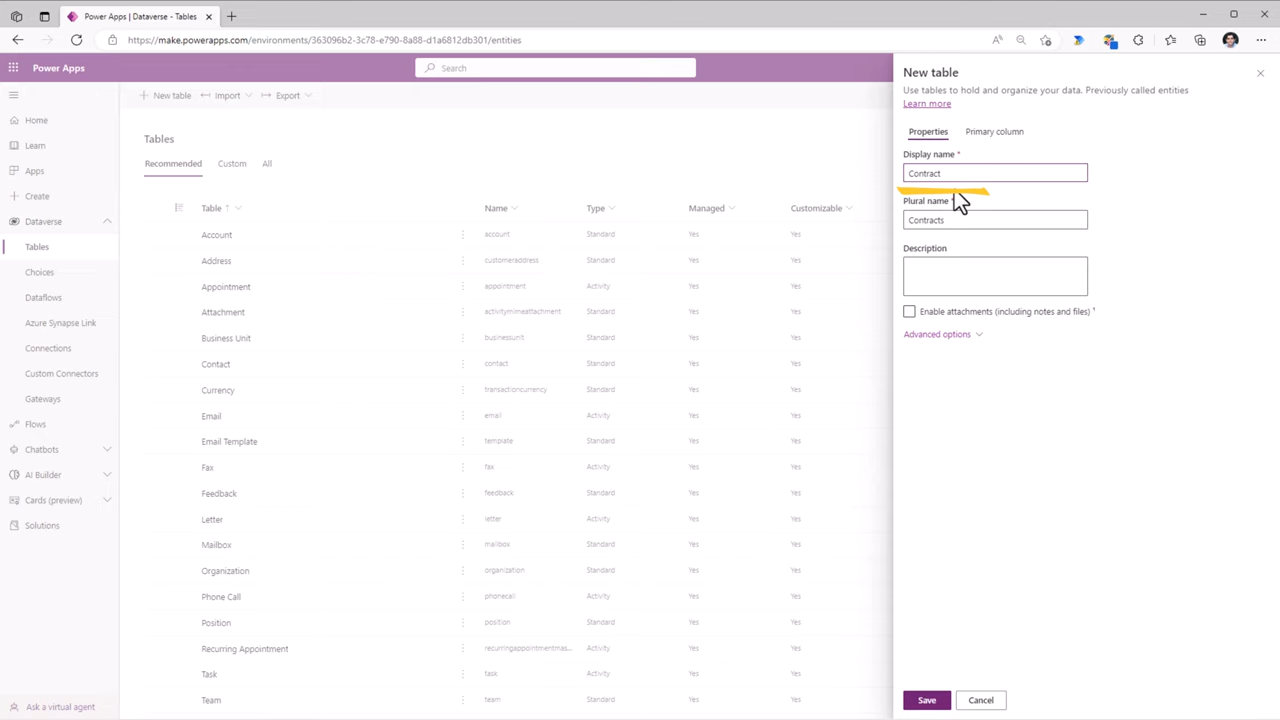 Power Apps | Dataverse - Tables
https://make.powerapps.com/environments/363096b2-3c78-e790-8a88-d1a6812db301/entities
Power Apps
Search
Home
Learn
Apps
Create
Dataverse
Tables
Choices
Dataflows
Azure Synapse Link
Connections
Custom Connectors
Gateways
Flows
Chatbots
AI Builder
Cards (preview)
Solutions
Ask a virtual agent
New table Import Export
Tables
Recommended Custom All
Table Name Type Managed Customizable
Account account Standard Yes Yes
Address customeraddress Standard Yes Yes
Appointment appointment Activity Yes Yes
Attachment activitymimeattachment Standard Yes Yes
Business Unit businessunit Standard Yes Yes
Contact contact Standard Yes Yes
Currency transactioncurrency Standard Yes Yes
Email email Activity Yes Yes
Email Template template Standard Yes Yes
Fax fax Activity Yes Yes
Feedback feedback Standard Yes Yes
Letter letter Activity Yes Yes
Mailbox mailbox Standard Yes Yes
Organization organization Standard Yes Yes
Phone Call phonecall Activity Yes Yes
Position position Standard Yes Yes
Recurring Appointment recurringappointmentmas... Activity Yes Yes
Task task Activity Yes Yes
Team team Standard Yes Yes
New table
Use tables to hold and organize your data. Previously called entities
Learn more
Properties Primary column
Display name *
Contract
Plural name *
Contracts
Description
Enable attachments (including notes and files) ¹
Advanced options
Save Cancel